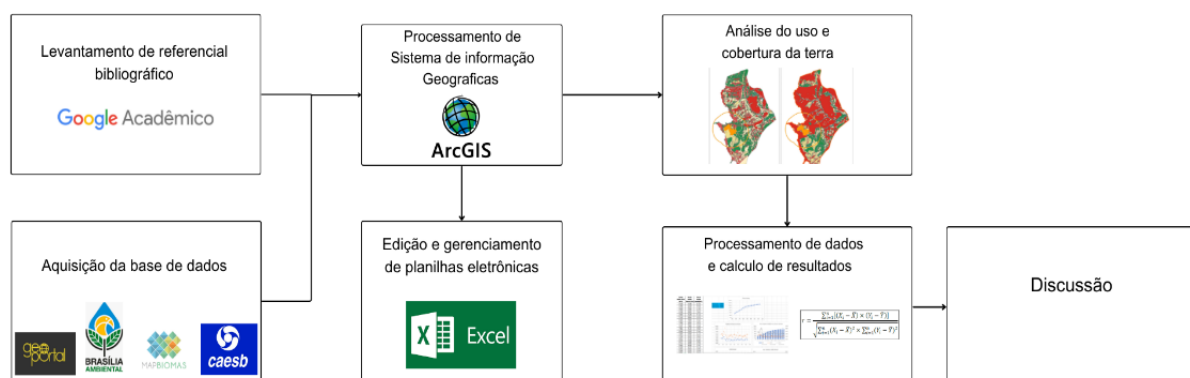 Levantamento de referencial
bibliográfico
Google Acadêmico
Aquisição da base de dados
geo
portal
BRASÍLIA
AMBIENTAL
MAPBIOMAS
caesb
Processamento de
Sistema de informação
Geograficas
ArcGIS
Edição e gerenciamento
de planilhas eletrônicas
X
Excel
Análise do uso e
cobertura da terra
Processamento de dados
e calculo de resultados
Discussão